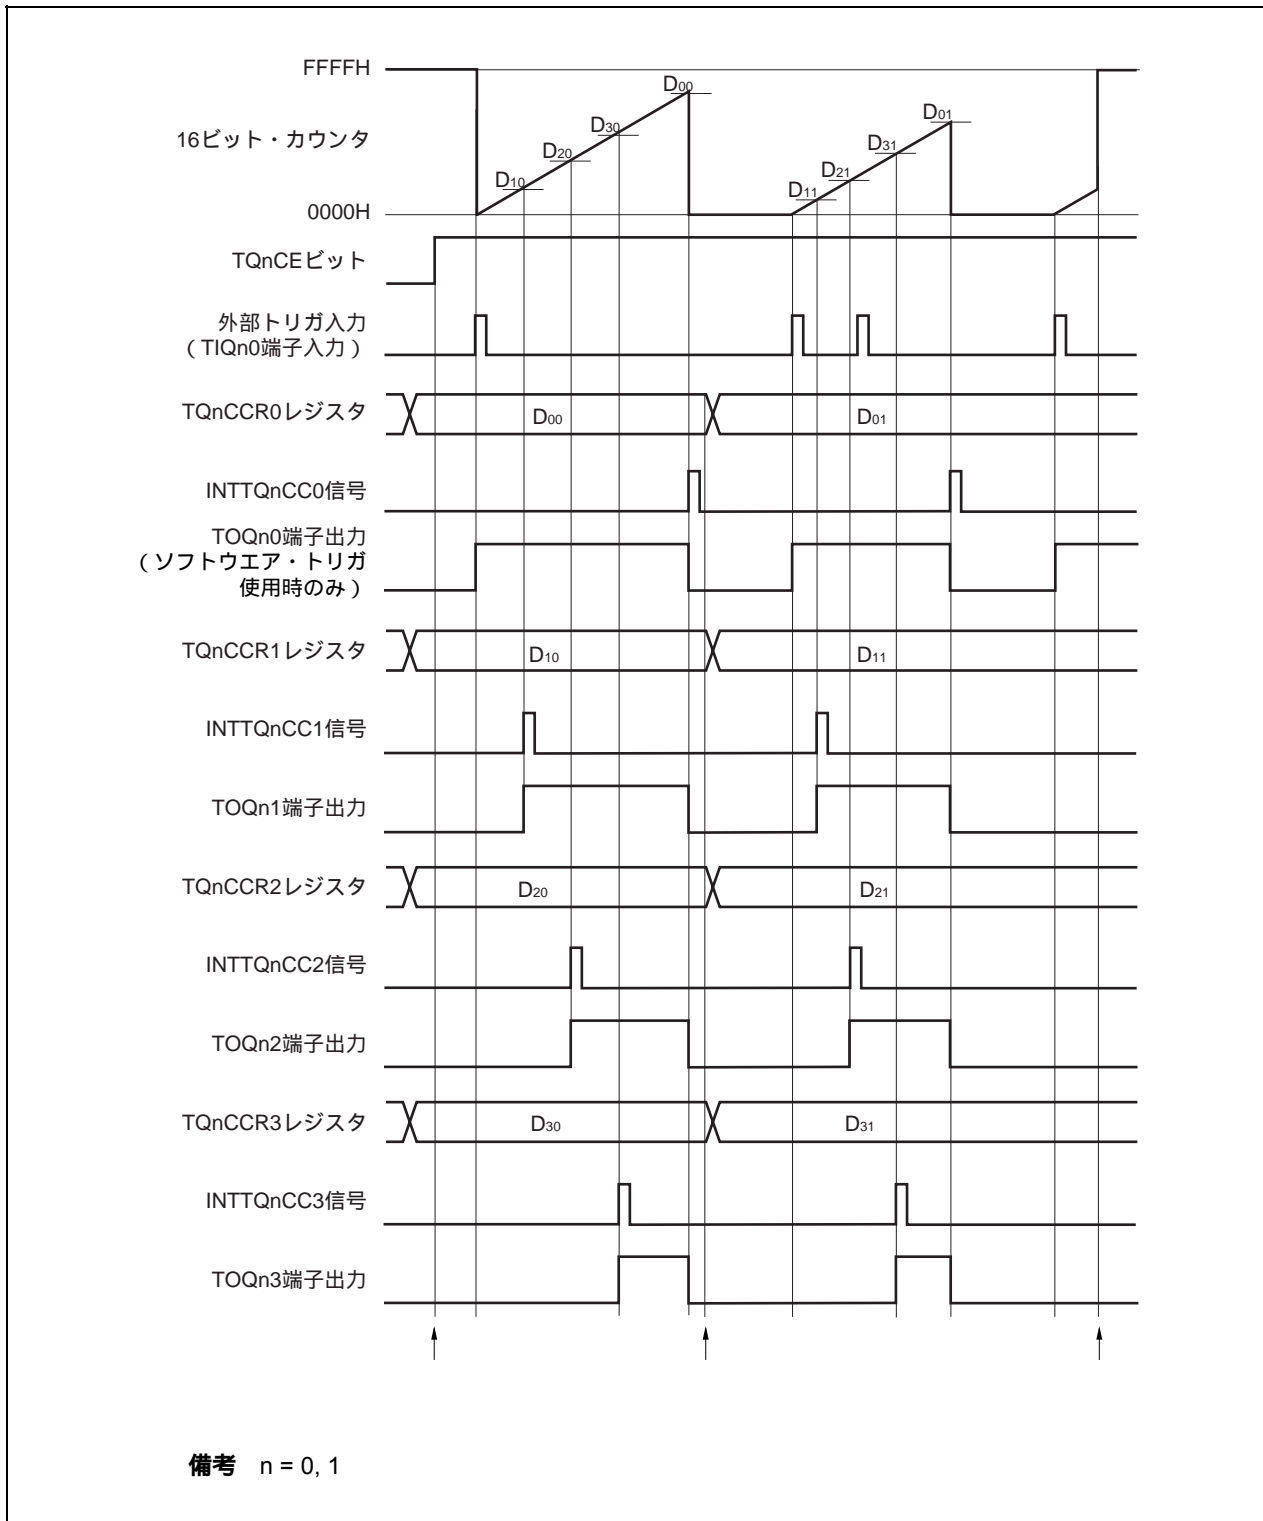 FFFFH
D00
D01
D30
16ビット・カウンタ
D31
D20
D21
D10
D11
0000H
TQnCEビット
外部トリガ入力
（TIQn0端子入力）
TQnCCR0レジスタ
D00
D01
INTTQnCC0信号
TOQn0端子出力
（ソフトウエア・トリガ
使用時のみ）
TQnCCR1レジスタ
D10
D11
INTTQnCC1信号
TOQn1端子出力
TQnCCR2レジスタ
D20
D21
INTTQnCC2信号
TOQn2端子出力
TQnCCR3レジスタ
D30
D31
INTTQnCC3信号
TOQn3端子出力
備考 n = 0, 1